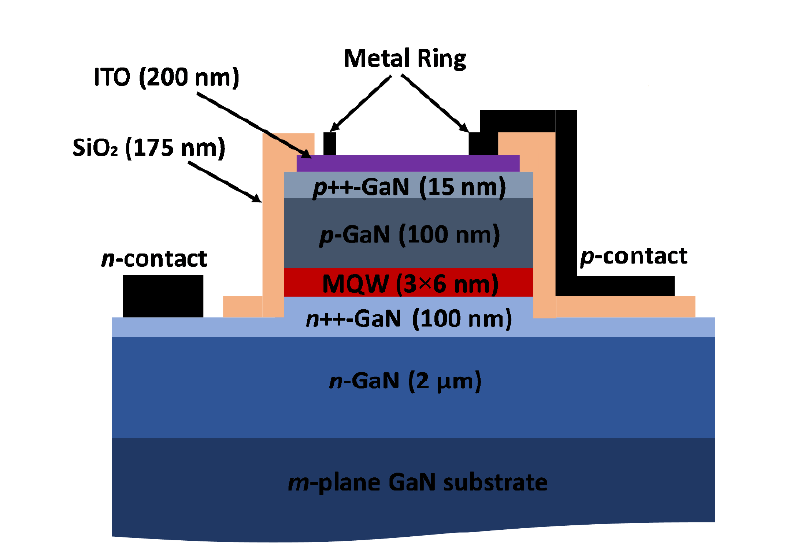 Metal Ring
ITO (200 nm)
SiO₂ (175 nm)
p++-GaN (15 nm)
p-GaN (100 nm)
n-contact
p-contact
MQW (3×6 nm)
n++-GaN (100 nm)
n-GaN (2 μm)
m-plane GaN substrate